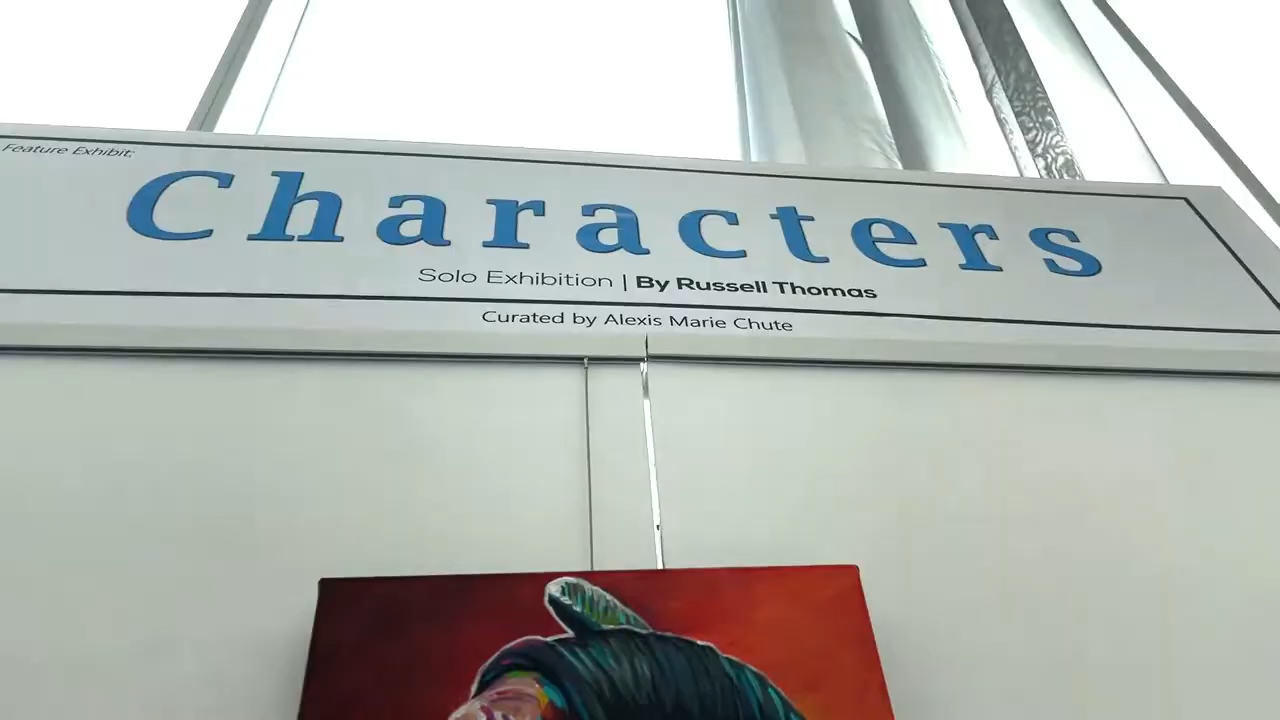 Feature Exhibit:
Characters
Solo Exhibition | By Russell Thomas
Curated by Alexis Marie Chute